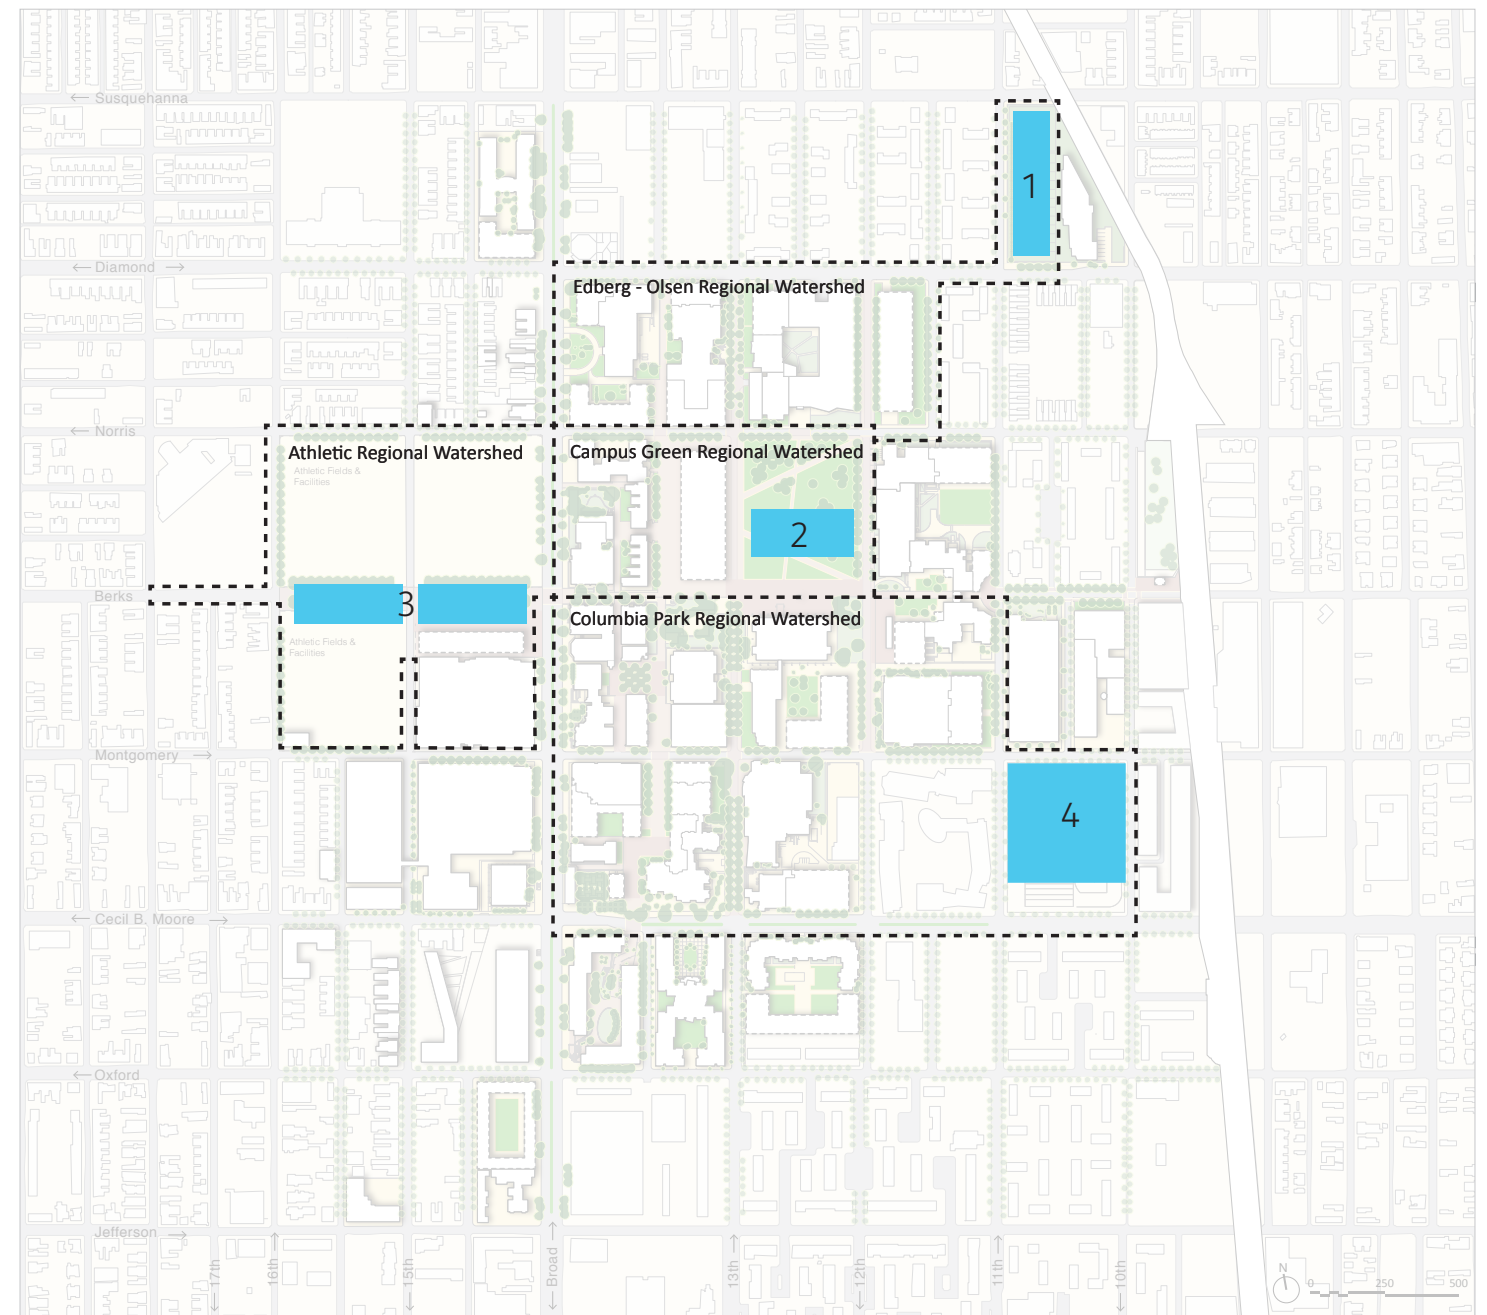 ← Susquehanna
1
← Diamond →
Edberg - Olsen Regional Watershed
← Norris
Athletic Regional Watershed
Campus Green Regional Watershed
Athletic Fields &
Facilities
2
Berks
3
Columbia Park Regional Watershed
Athletic Fields &
Facilities
Montgomery →
4
← Cecil B. Moore →
← Oxford
Jefferson →
17th
16th
15th
Broad
13th
12th
11th
10th
N
0 250 500